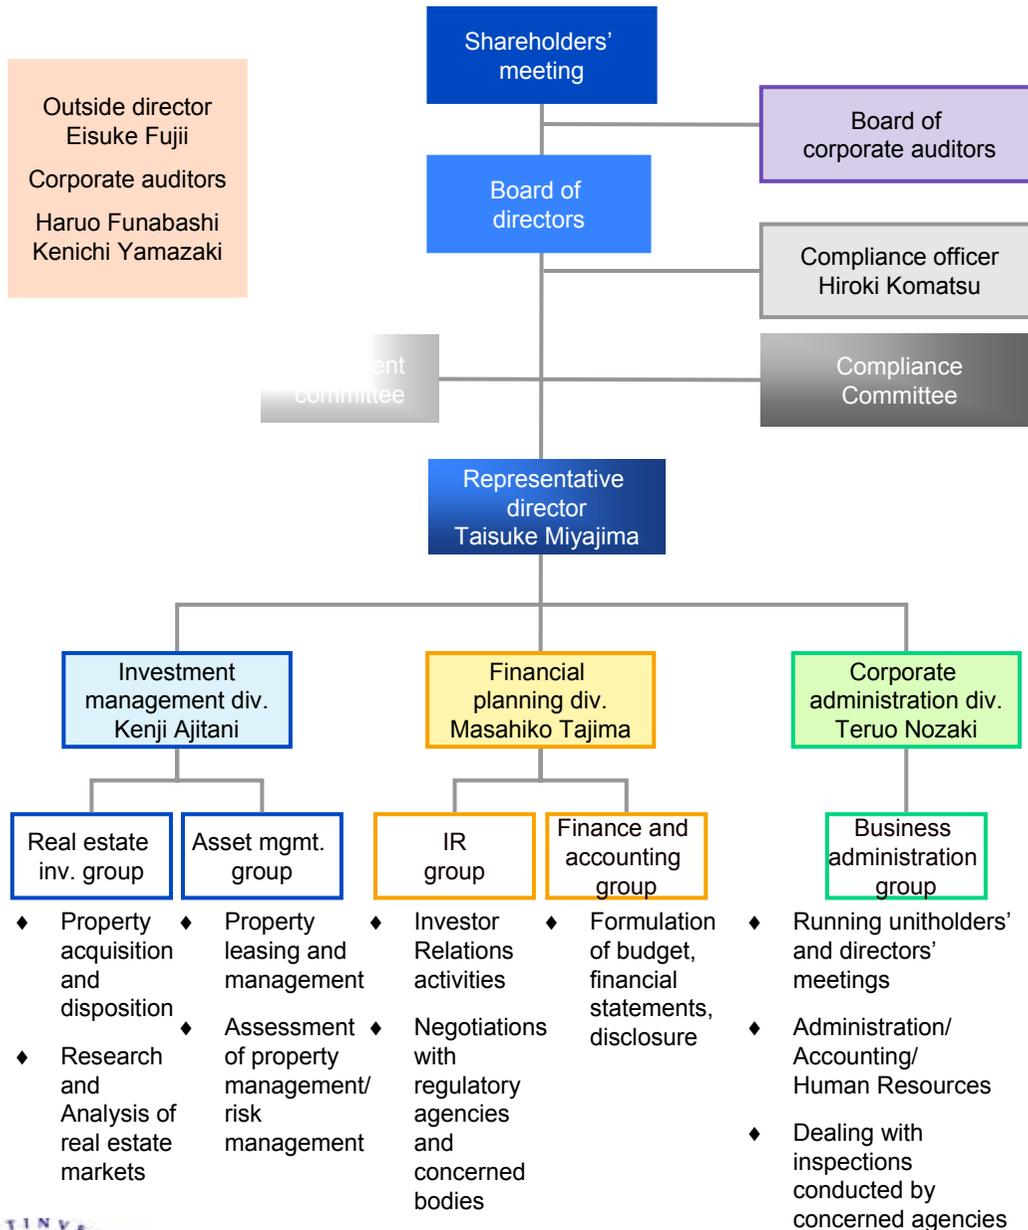 Shareholders’
meeting
Outside director
Eisuke Fujii
Corporate auditors
Haruo Funabashi
Kenichi Yamazaki
Board of
corporate auditors
Board of
directors
Compliance officer
Hiroki Komatsu
committee
Compliance
Committee
Representative
director
Taisuke Miyajima
Investment
management div.
Kenji Ajitani
Financial
planning div.
Masahiko Tajima
Corporate
administration div.
Teruo Nozaki
Real estate
inv. group
Asset mgmt.
group
IR
group
Finance and
accounting
group
Business
administration
group
♦ Property
acquisition
and
disposition
♦ Research
and
Analysis of
real estate
markets
♦ Property
leasing and
management
♦ Assessment
of property
management/
risk
management
♦ Investor
Relations
activities
♦ Negotiations
with
regulatory
agencies
and
concerned
bodies
♦ Formulation
of budget,
financial
statements,
disclosure
♦ Running unitholders’
and directors’
meetings
♦ Administration/
Accounting/
Human Resources
♦ Dealing with
inspections
conducted by
concerned agencies